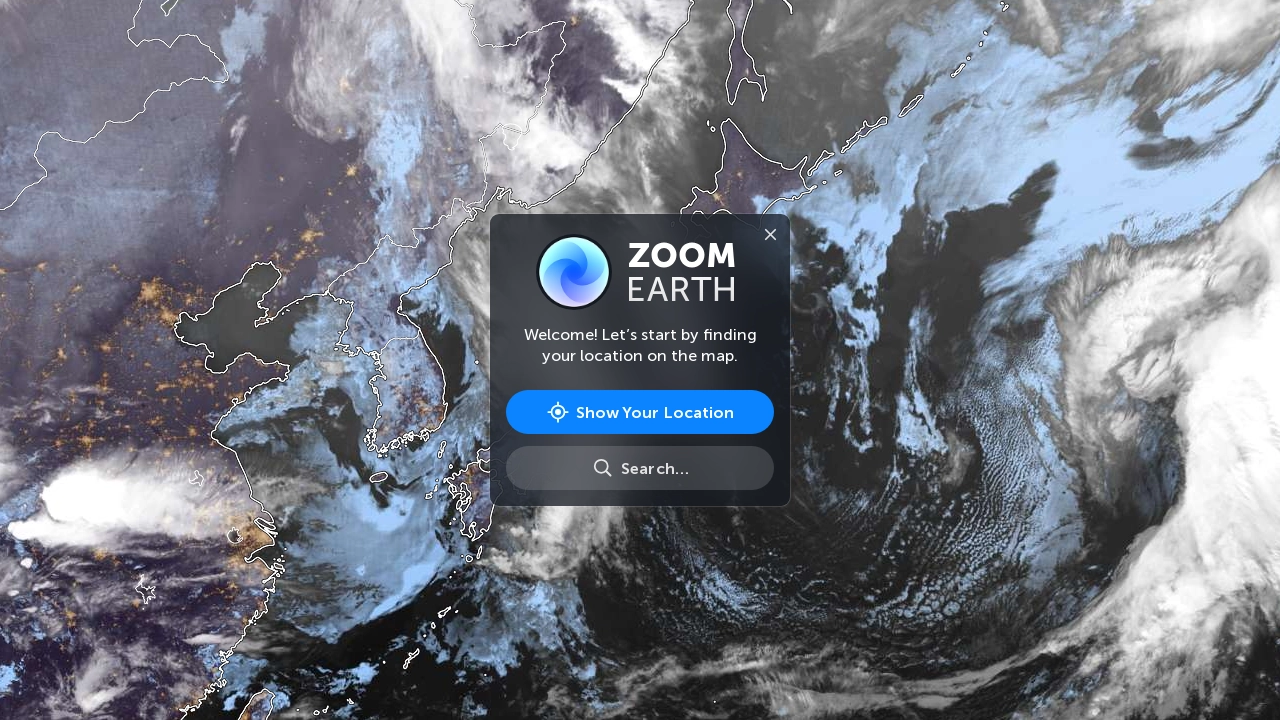 ZOOM
EARTH
Welcome! Let’s start by finding
your location on the map.
Show Your Location
Search...